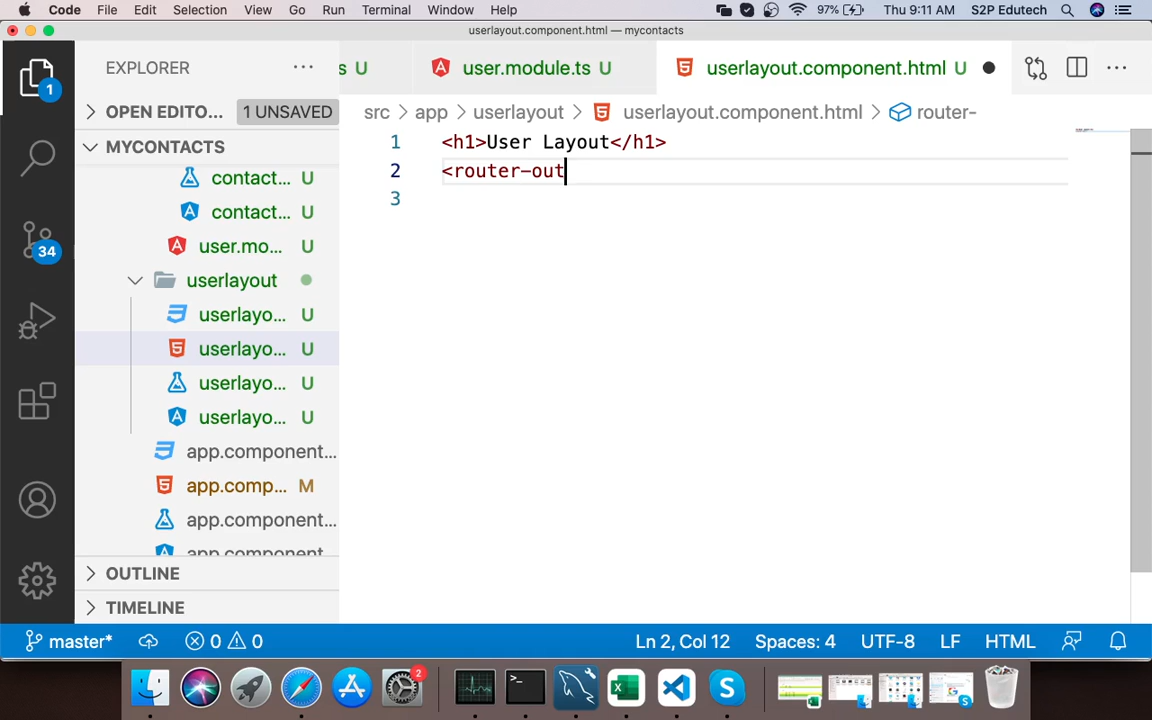 Code File Edit Selection View Go Run Terminal Window Help 97% Thu 9:11 AM S2P Edutech
userlayout.component.html — mycontacts
EXPLORER ··· s U user.module.ts U userlayout.component.html U ● ···
1
OPEN EDITO... 1 UNSAVED src > app > userlayout > userlayout.component.html > router-
MYCONTACTS
1 <h1>User Layout</h1>
2 <router-out
3
contact... U
contact... U
user.mo... U
34
userlayout
userlayo... U
userlayo... U
userlayo... U
userlayo... U
app.component...
app.comp... M
app.component...
app.component
OUTLINE
TIMELINE
master* 0 0 Ln 2, Col 12 Spaces: 4 UTF-8 LF HTML
2